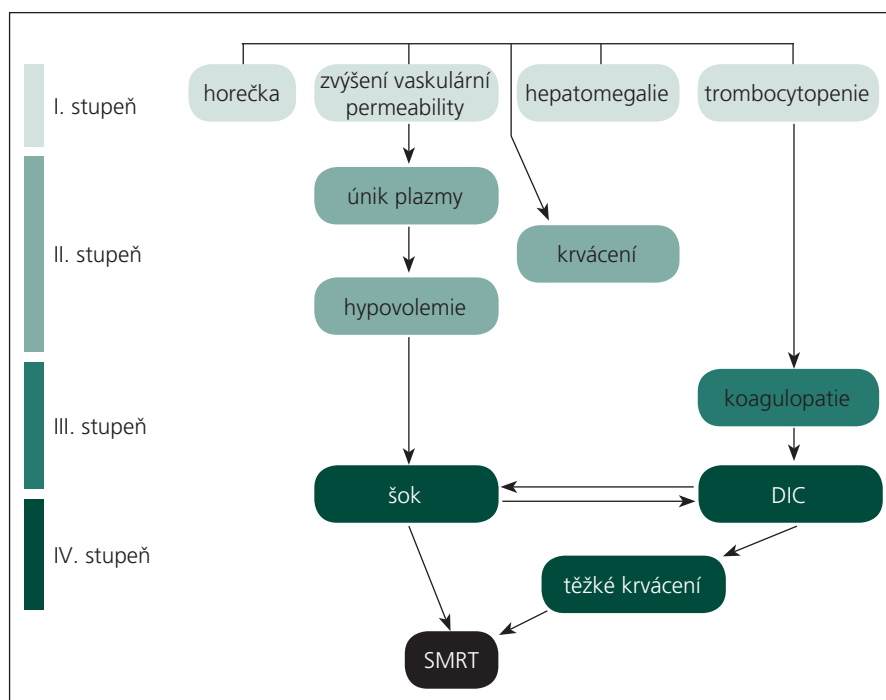 I. stupeň
horečka
zvýšení vaskulární
permeability
hepatomegalie
trombocytopenie
II. stupeň
únik plazmy
krvácení
hypovolemie
III. stupeň
koagulopatie
šok
DIC
IV. stupeň
těžké krvácení
SMRT